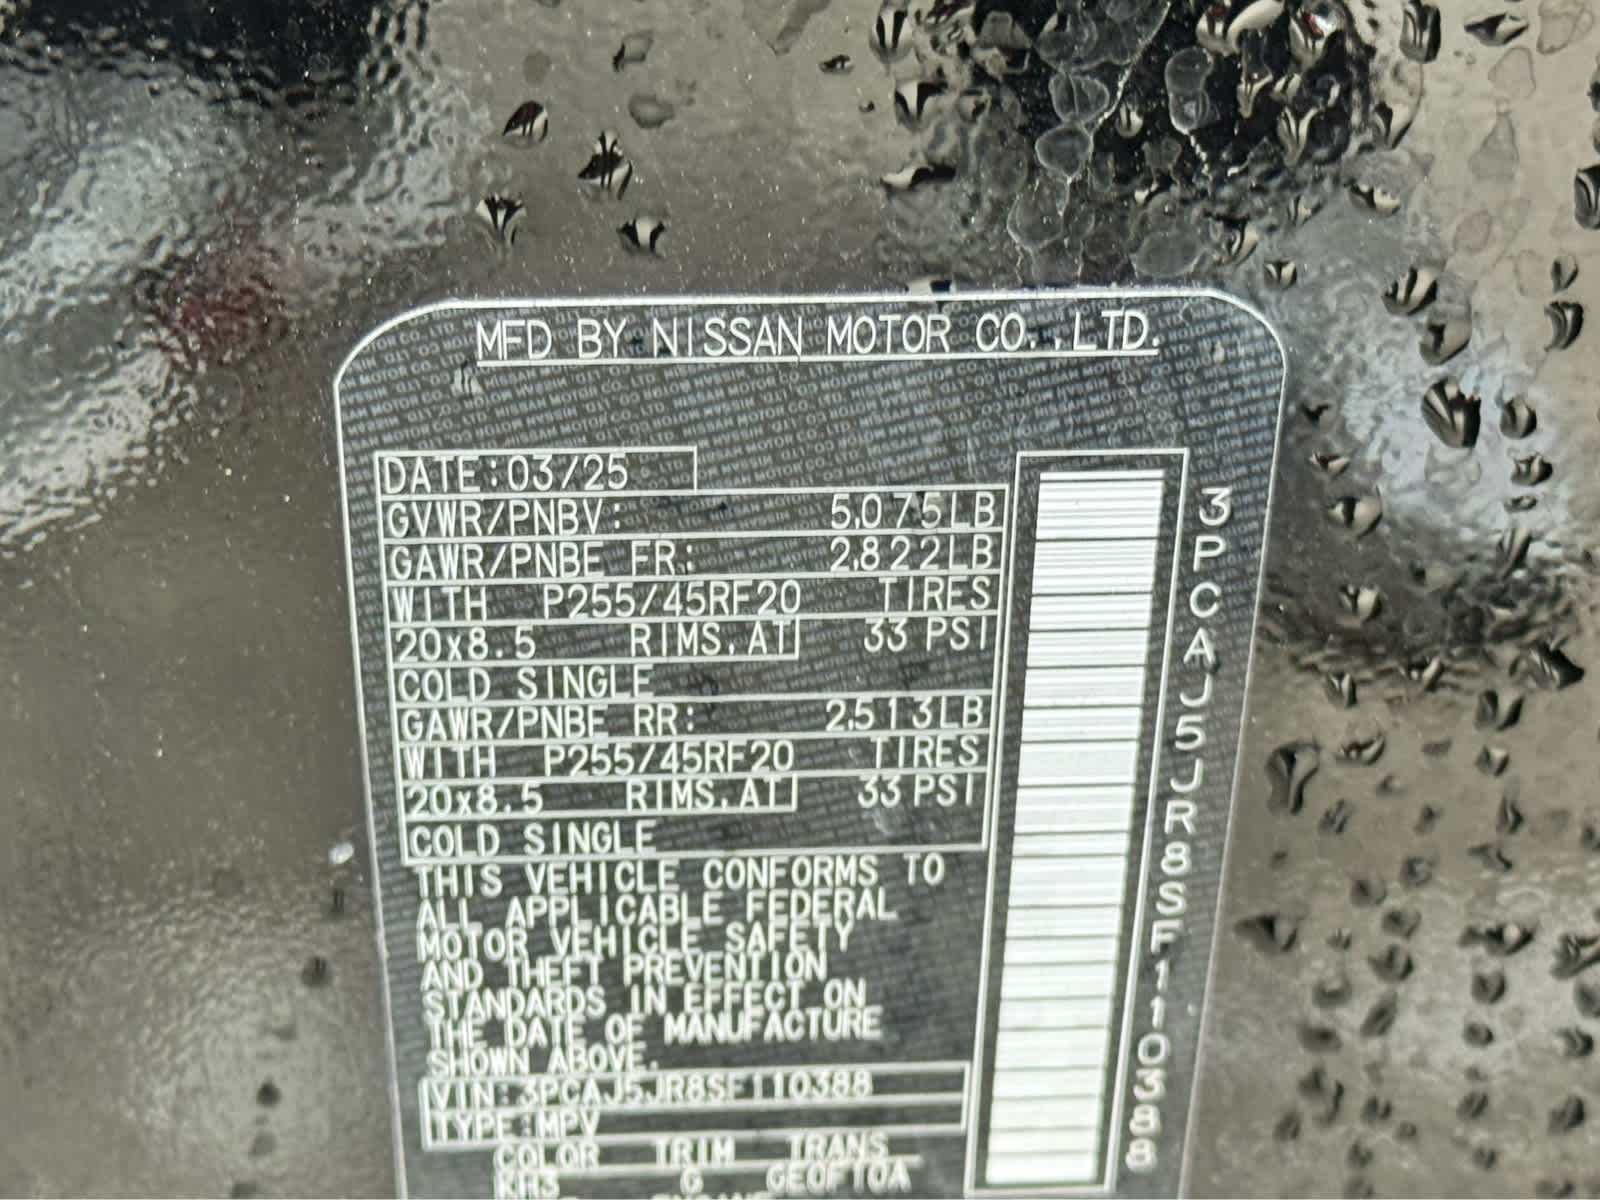 MFD BY NISSAN MOTOR CO.,LTD.
DATE:03/25
GVWR/PNBV: 5,075LB
GAWR/PNBE FR: 2,822LB
WITH P255/45RF20 TIRES
20x8.5 RIMS,AT 33 PSI
COLD SINGLE
GAWR/PNBE RR: 2,513LB
WITH P255/45RF20 TIRES
20x8.5 RIMS,AT 33 PSI
COLD SINGLE
THIS VEHICLE CONFORMS TO
ALL APPLICABLE FEDERAL
MOTOR VEHICLE SAFETY
AND THEFT PREVENTION
STANDARDS IN EFFECT ON
THE DATE OF MANUFACTURE
SHOWN ABOVE.
VIN:3PCAJ5JR8SF110388
TYPE:MPV
COLOR TRIM TRANS
KH3 G
3PCAJ5JR8SF110388